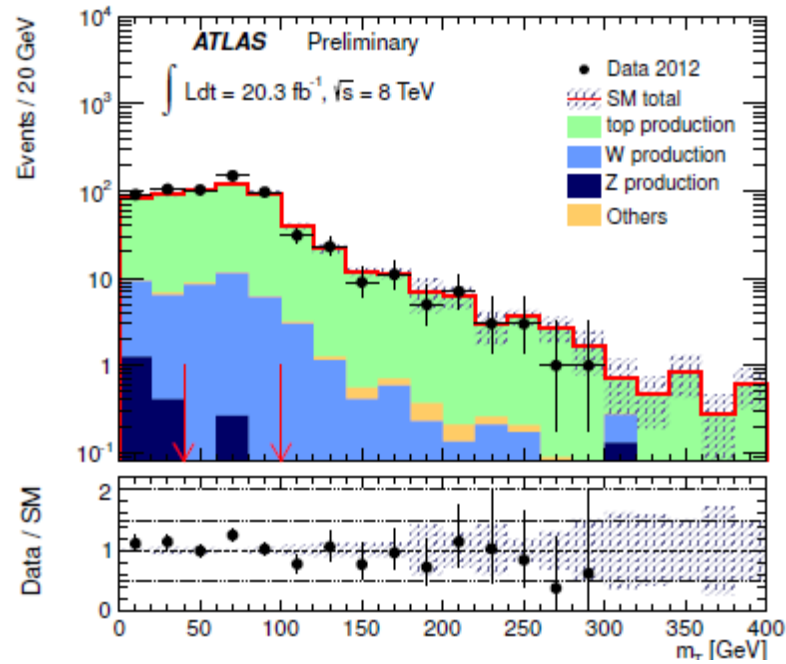 ATLAS Preliminary
∫ Ldt = 20.3 fb⁻¹, √s = 8 TeV
Data 2012
SM total
top production
W production
Z production
Others
Events / 20 GeV
10⁴
10³
10²
10
1
10⁻¹
Data / SM
2
1
0
0 50 100 150 200 250 300 350 400
m_T [GeV]